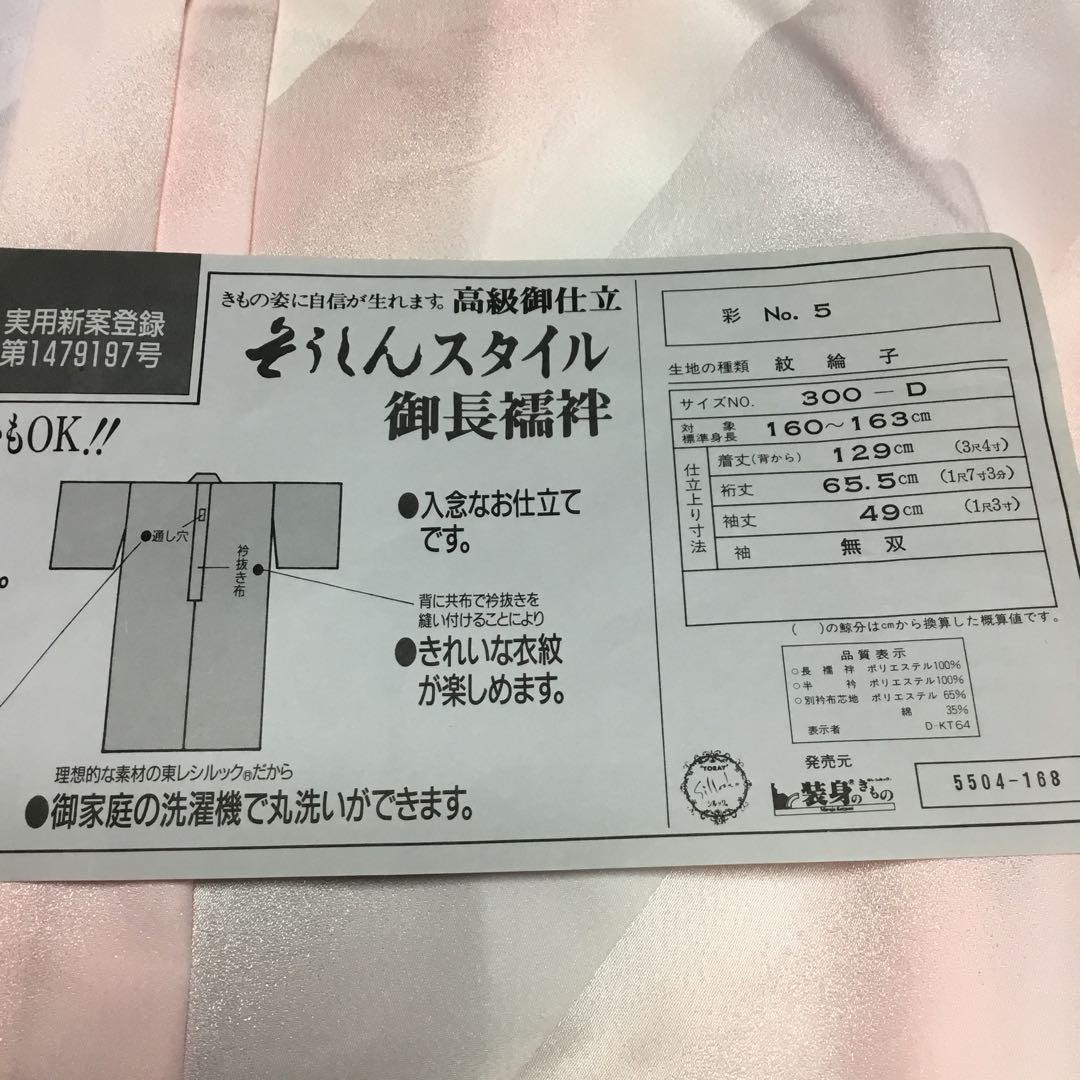 実用新案登録
第1479197号
もOK!!
きもの姿に自信が生れます。高級御仕立
そうしんスタイル
御長襦袢
●入念なお仕立て
です。
●通し穴
衿抜き布
背に共布で衿抜きを
縫い付けることにより
●きれいな衣紋
が楽しめます。
理想的な素材の東レシルック®だから
●御家庭の洗濯機で丸洗いができます。
彩 No. 5
生地の種類 紋綸子
サイズNO. 300-D
対象
標準身長 160~163cm
仕立上り寸法
着丈(背から) 129cm (3尺4寸)
裄丈 65.5cm (1尺7寸3分)
袖丈 49cm (1尺3寸)
袖 無双
( )の鯨分はcmから換算した概算値です。
品質表示
○長襦袢 ポリエステル100%
○半衿 ポリエステル100%
○別衿布芯地 ポリエステル 65%
綿 35%
表示者 D-KT64
発売元
"TORAY"
Sillook
シルック
装身のきもの
5504-168